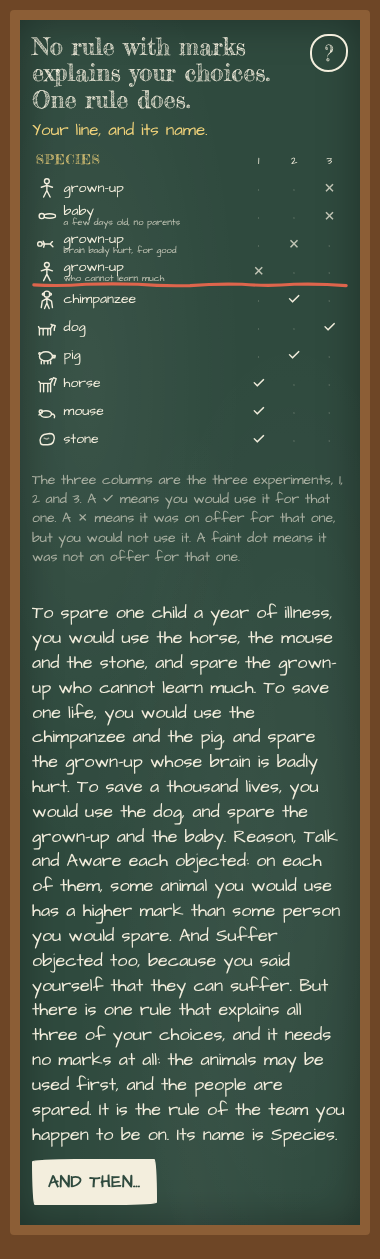 No rule with marks
explains your choices.
One rule does.
?
Your line, and its name.
SPECIES 1 2 3
grown-up ✕
baby ✕
a few days old, no parents
grown-up ✕
brain badly hurt, for good
grown-up ✕
who cannot learn much
chimpanzee ✓
dog ✓
pig ✓
horse ✓
mouse ✓
stone ✓
The three columns are the three experiments, 1,
2 and 3. A ✓ means you would use it for that
one. A ✕ means it was on offer for that one,
but you would not use it. A faint dot means it
was not on offer for that one.
To spare one child a year of illness,
you would use the horse, the mouse
and the stone, and spare the grown-
up who cannot learn much. To save
one life, you would use the
chimpanzee and the pig, and spare
the grown-up whose brain is badly
hurt. To save a thousand lives, you
would use the dog, and spare the
grown-up and the baby. Reason, Talk
and Aware each objected: on each
of them, some animal you would use
has a higher mark than some person
you would spare. And Suffer
objected too, because you said
yourself that they can suffer. But
there is one rule that explains all
three of your choices, and it needs
no marks at all: the animals may be
used first, and the people are
spared. It is the rule of the team you
happen to be on. Its name is Species.
AND THEN...